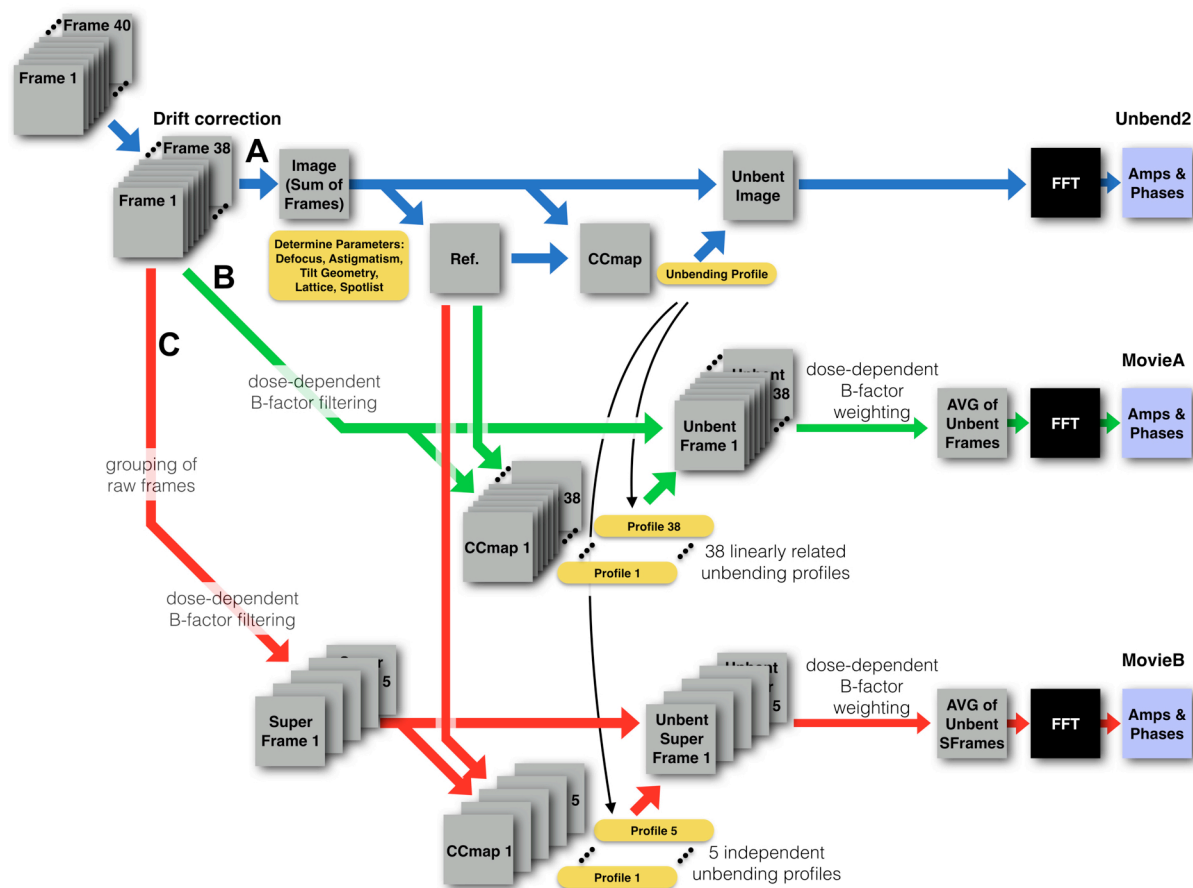 Frame 40
Frame 1
Drift correction
Frame 38
Frame 1
A
Image
(Sum of
Frames)
Determine Parameters:
Defocus, Astigmatism,
Tilt Geometry,
Lattice, Spotlist
Ref.
CCmap
Unbending Profile
Unbent
Image
Unbend2
FFT
Amps &
Phases
B
C
dose-dependent
B-factor filtering
38
Unbent
Frame 1
dose-dependent
B-factor
weighting
MovieA
AVG of
Unbent
Frames
FFT
Amps &
Phases
grouping of
raw frames
38
CCmap 1
Profile 38
Profile 1
38 linearly related
unbending profiles
dose-dependent
B-factor filtering
5
Super
Frame 1
5
Unbent
Super
Frame 1
dose-dependent
B-factor
weighting
MovieB
AVG of
Unbent
SFrames
FFT
Amps &
Phases
5
CCmap 1
Profile 5
Profile 1
5 independent
unbending profiles